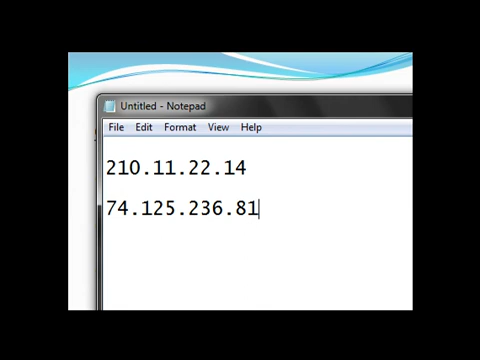 Untitled - Notepad
File Edit Format View Help
210.11.22.14
74.125.236.81